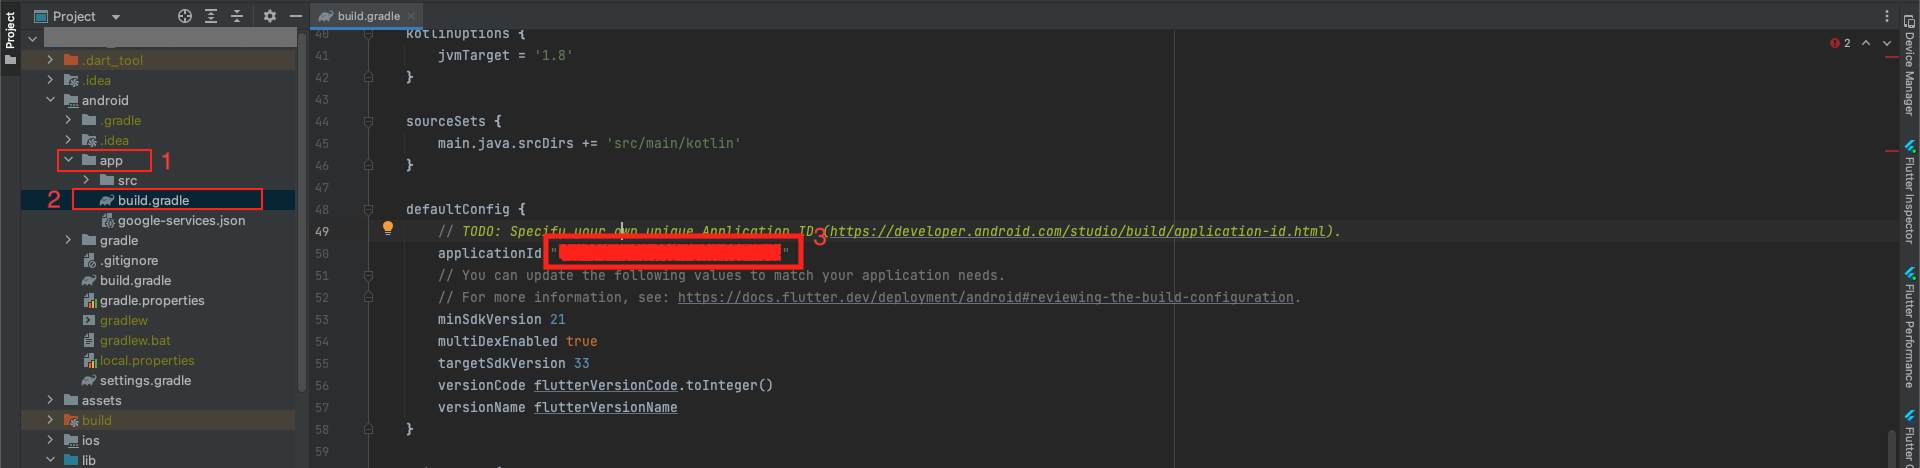 Project
Project
.dart_tool
.idea
android
.gradle
.idea
app
1
src
2
build.gradle
google-services.json
gradle
.gitignore
build.gradle
gradle.properties
gradlew
gradlew.bat
local.properties
settings.gradle
assets
build
ios
lib
build.gradle
2
40 kotlinOptions {
41 jvmTarget = '1.8'
42 }
43
44 sourceSets {
45 main.java.srcDirs += 'src/main/kotlin'
46 }
47
48 defaultConfig {
49 // TODO: Specify your own unique Application ID (https://developer.android.com/studio/build/application-id.html).
3
50 applicationId " "
51 // You can update the following values to match your application needs.
52 // For more information, see: https://docs.flutter.dev/deployment/android#reviewing-the-build-configuration.
53 minSdkVersion 21
54 multiDexEnabled true
55 targetSdkVersion 33
56 versionCode flutterVersionCode.toInteger()
57 versionName flutterVersionName
58 }
59
Device Manager
Flutter Inspector
Flutter Performance
Flutter